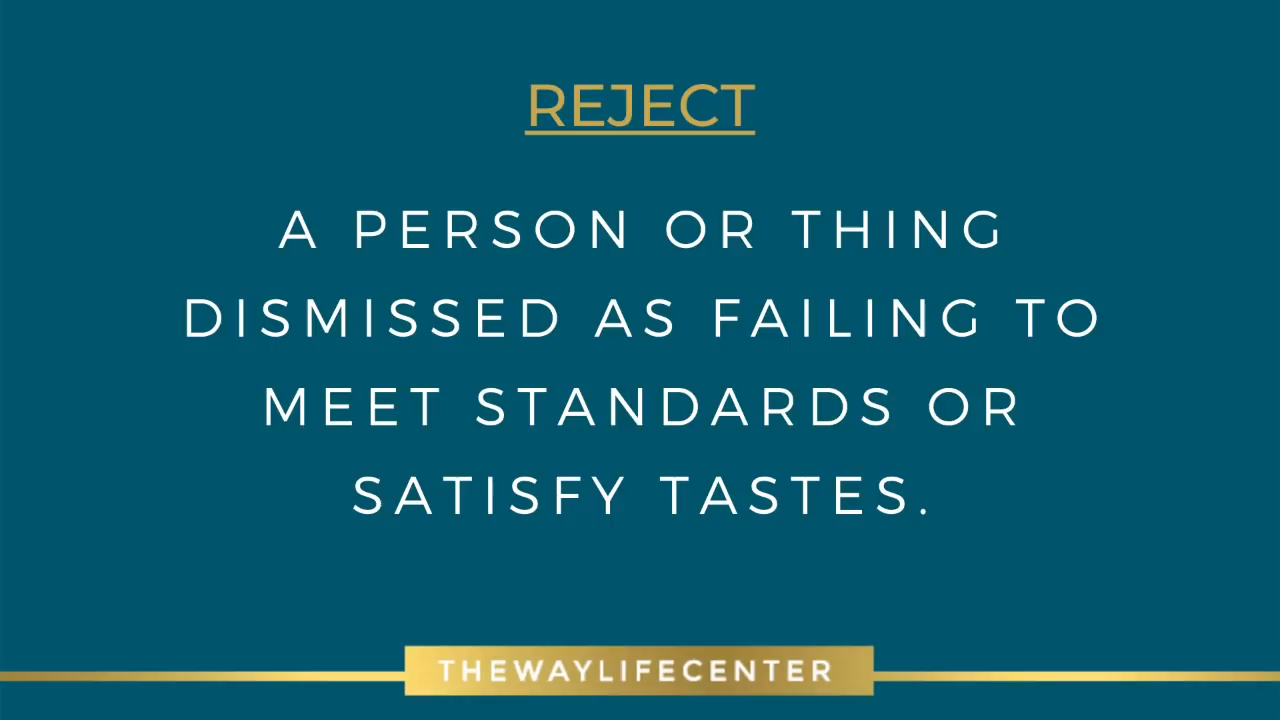 REJECT
A PERSON OR THING
DISMISSED AS FAILING TO
MEET STANDARDS OR
SATISFY TASTES.
THEWAYLIFECENTER